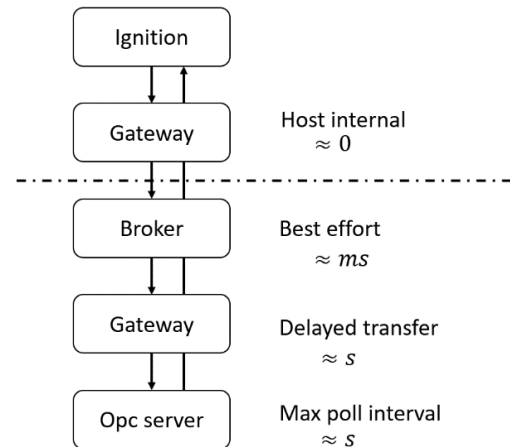 Ignition
Gateway
Host internal
≈ 0
Broker
Best effort
≈ ms
Gateway
Delayed transfer
≈ s
Opc server
Max poll interval
≈ s